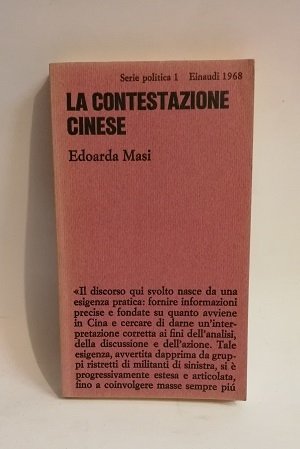 Serie politica 1 Einaudi 1968
LA CONTESTAZIONE
CINESE
Edoarda Masi
«Il discorso qui svolto nasce da una
esigenza pratica: fornire informazioni
precise e fondate su quanto avviene
in Cina e cercare di darne un'inter-
pretazione corretta ai fini dell'analisi,
della discussione e dell'azione. Tale
esigenza, avvertita dapprima da grup-
pi ristretti di militanti di sinistra, si è
progressivamente estesa e articolata,
fino a coinvolgere masse sempre piú